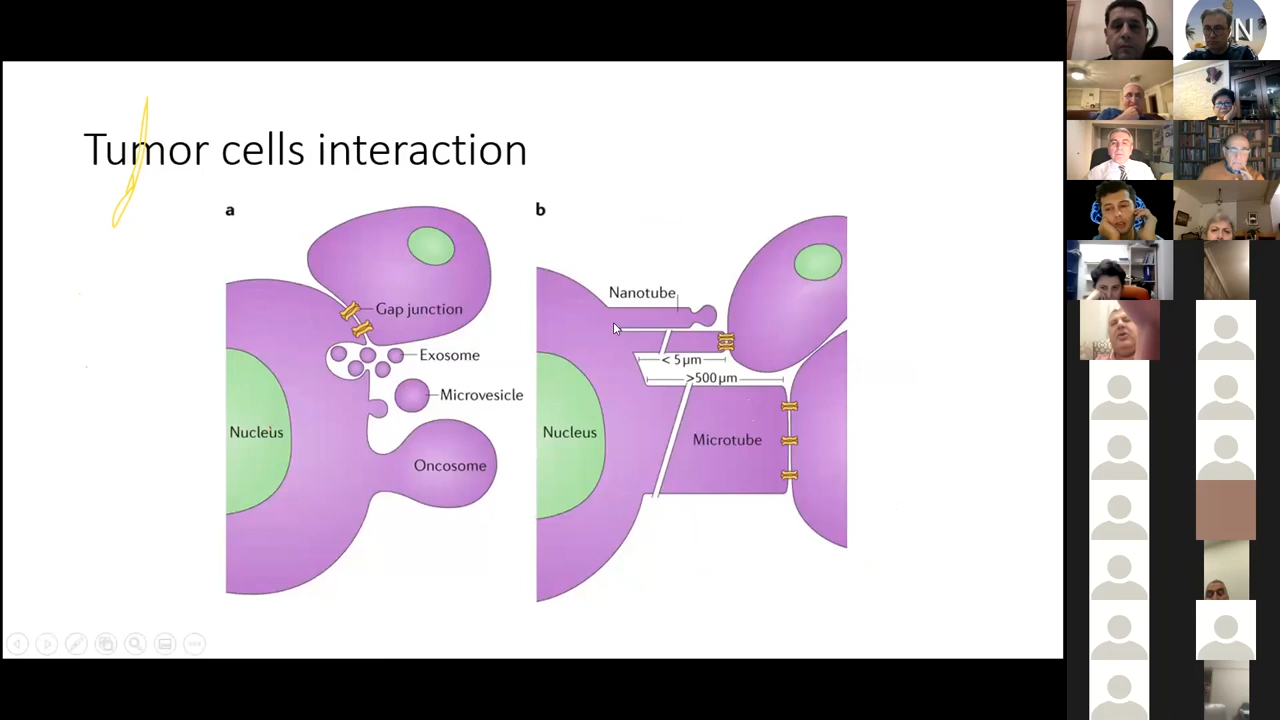 Tumor cells interaction
a
Gap junction
Exosome
Microvesicle
Nucleus
Oncosome
b
Nanotube
< 5 µm
>500 µm
Nucleus
Microtube
N